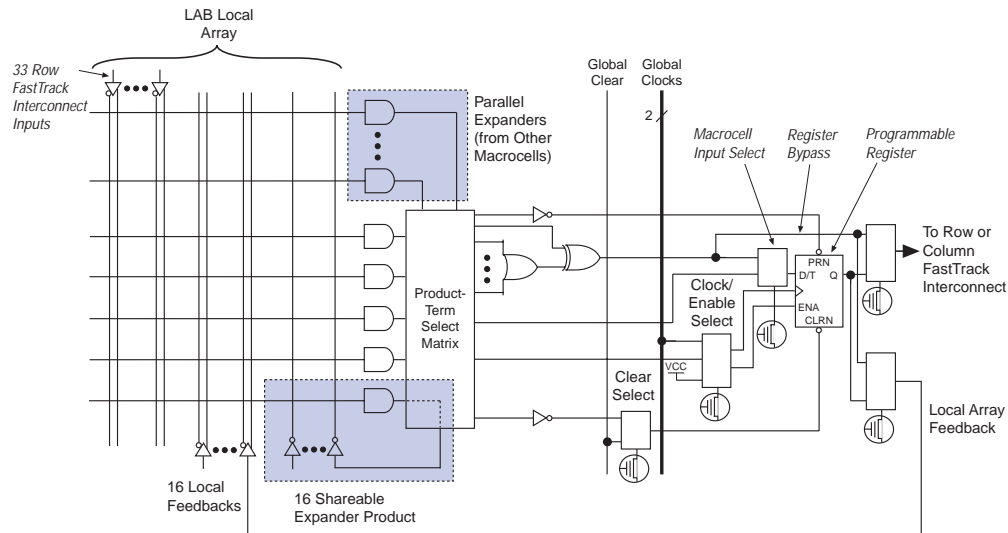 LAB Local
Array
33 Row
FastTrack
Interconnect
Inputs
Parallel
Expanders
(from Other
Macrocells)
Global
Clear
Global
Clocks
2
Macrocell
Input Select
Register
Bypass
Programmable
Register
To Row or
Column
FastTrack
Interconnect
PRN
D/T
Q
ENA
CLRN
Product-
Term
Select
Matrix
Clock/
Enable
Select
VCC
Clear
Select
Local Array
Feedback
16 Local
Feedbacks
16 Shareable
Expander Product